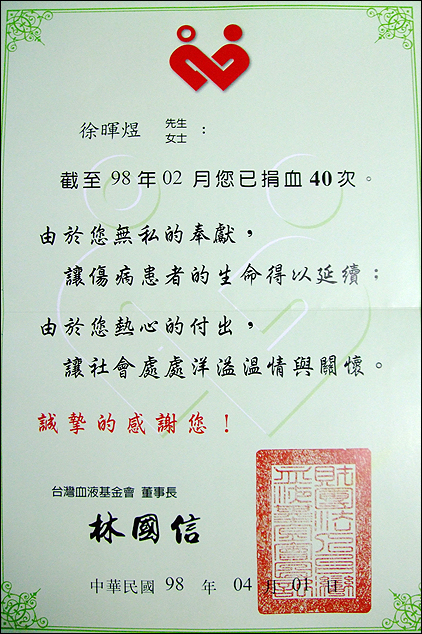 徐暉煜 先生
女士 :
截至 98 年 02 月您已捐血 40 次。
由於您無私的奉獻，
讓傷病患者的生命得以延續；
由於您熱心的付出，
讓社會處處洋溢溫情與關懷。
誠摯的感謝您！
台灣血液基金會 董事長
林國信
中華民國 98 年 04 月 01 日